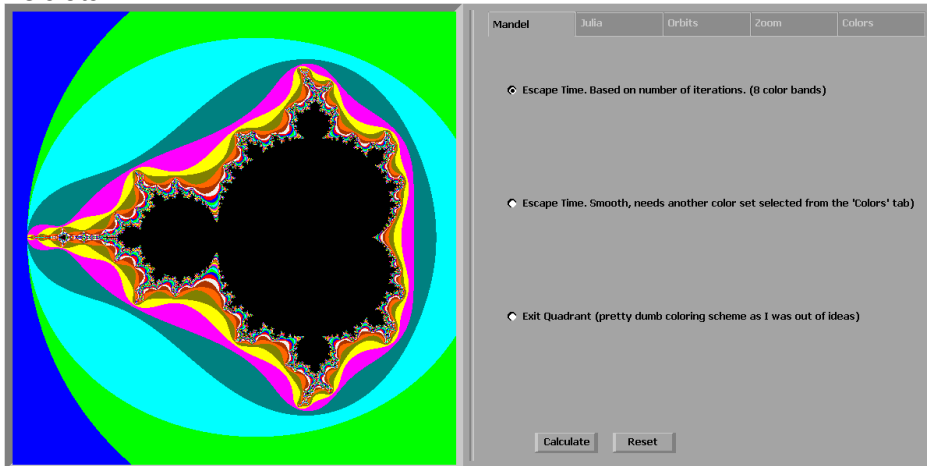 Mandel Julia Orbits Zoom Colors
Escape Time. Based on number of iterations. (8 color bands)
Escape Time. Smooth, needs another color set selected from the 'Colors' tab)
Exit Quadrant (pretty dumb coloring scheme as I was out of ideas)
Calculate Reset